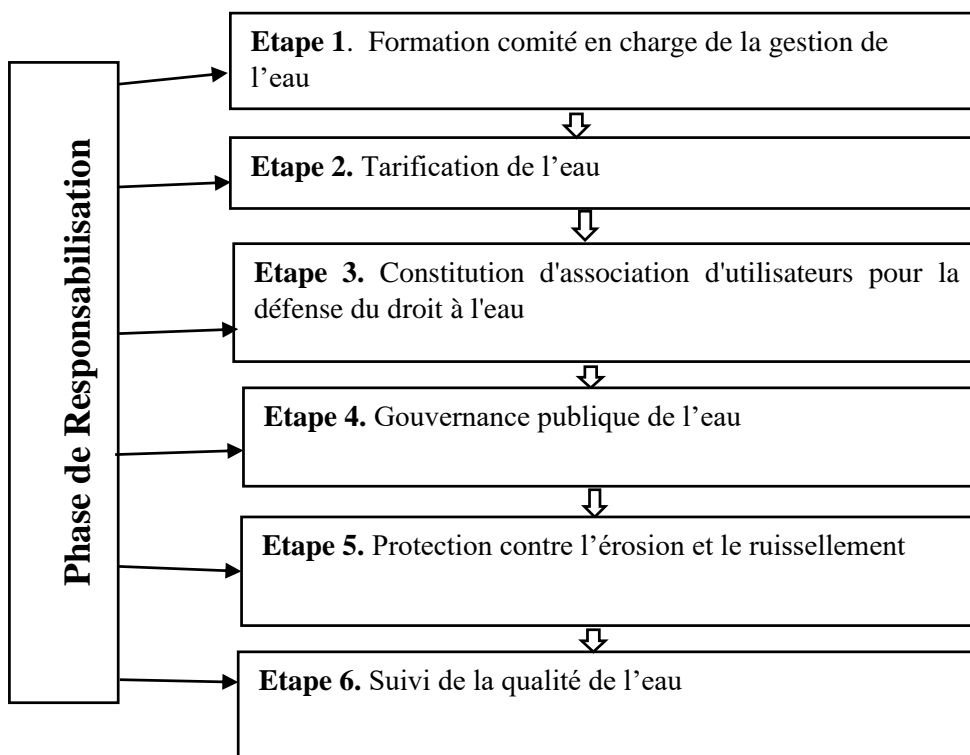 Phase de Responsabilisation
Etape 1.  Formation comité en charge de la gestion de
l’eau
Etape 2. Tarification de l’eau
Etape 3. Constitution d'association d'utilisateurs pour la
défense du droit à l'eau
Etape 4. Gouvernance publique de l’eau
Etape 5. Protection contre l’érosion et le ruissellement
Etape 6. Suivi de la qualité de l’eau